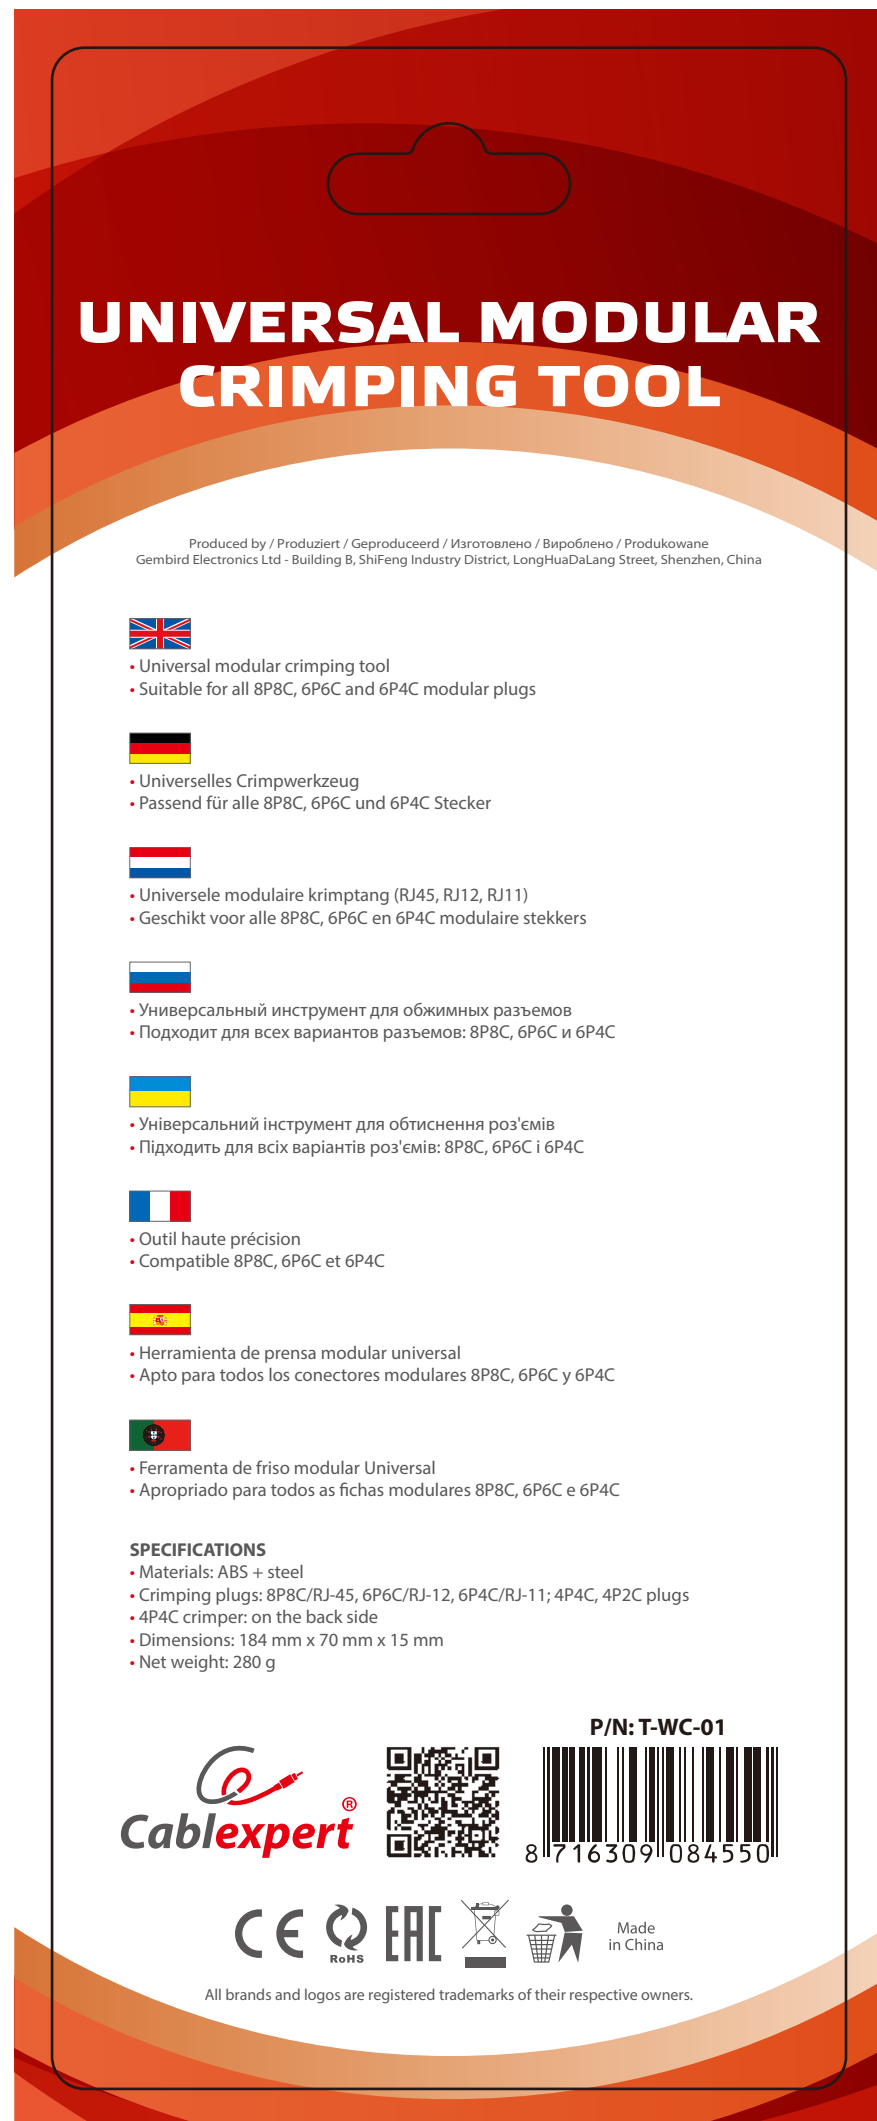 UNIVERSAL MODULAR
CRIMPING TOOL
Produced by / Produziert / Geproduceerd / Изготовлено / Вироблено / Produkowane
Gembird Electronics Ltd - Building B, ShiFeng Industry District, LongHuaDaLang Street, Shenzhen, China
• Universal modular crimping tool
• Suitable for all 8P8C, 6P6C and 6P4C modular plugs
• Universelles Crimpwerkzeug
• Passend für alle 8P8C, 6P6C und 6P4C Stecker
• Universele modulaire krimptang (RJ45, RJ12, RJ11)
• Geschikt voor alle 8P8C, 6P6C en 6P4C modulaire stekkers
• Универсальный инструмент для обжимных разъемов
• Подходит для всех вариантов разъемов: 8P8C, 6P6C и 6P4C
• Універсальний інструмент для обтиснення роз'ємів
• Підходить для всіх варіантів роз'ємів: 8P8C, 6P6C і 6P4C
• Outil haute précision
• Compatible 8P8C, 6P6C et 6P4C
• Herramienta de prensa modular universal
• Apto para todos los conectores modulares 8P8C, 6P6C y 6P4C
• Ferramenta de friso modular Universal
• Apropriado para todos as fichas modulares 8P8C, 6P6C e 6P4C
SPECIFICATIONS
• Materials: ABS + steel
• Crimping plugs: 8P8C/RJ-45, 6P6C/RJ-12, 6P4C/RJ-11; 4P4C, 4P2C plugs
• 4P4C crimper: on the back side
• Dimensions: 184 mm x 70 mm x 15 mm
• Net weight: 280 g
P/N: T-WC-01
Cablexpert®
8 716309 084550
CE
RoHS
EAC
Made
in China
All brands and logos are registered trademarks of their respective owners.